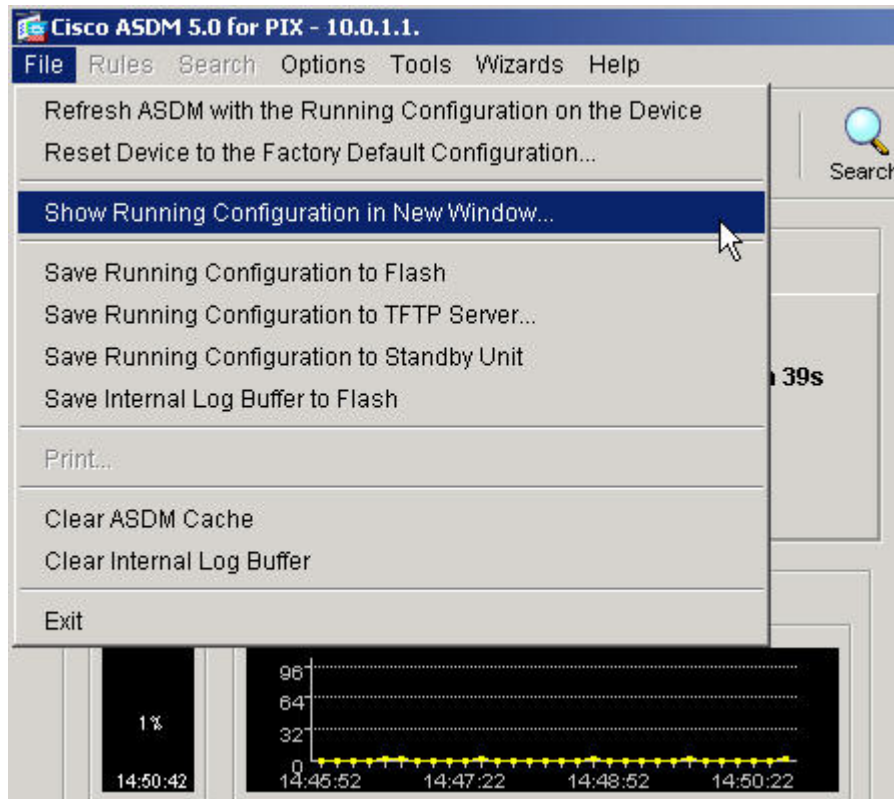 Cisco ASDM 5.0 for PIX - 10.0.1.1.
File Rules Search Options Tools Wizards Help
Refresh ASDM with the Running Configuration on the Device
Reset Device to the Factory Default Configuration...
Search
Show Running Configuration in New Window...
Save Running Configuration to Flash
Save Running Configuration to TFTP Server...
Save Running Configuration to Standby Unit
39s
Save Internal Log Buffer to Flash
Print...
Clear ASDM Cache
Clear Internal Log Buffer
Exit
96
64
1%
32
0
14:50:42 14:45:52 14:47:22 14:48:52 14:50:22